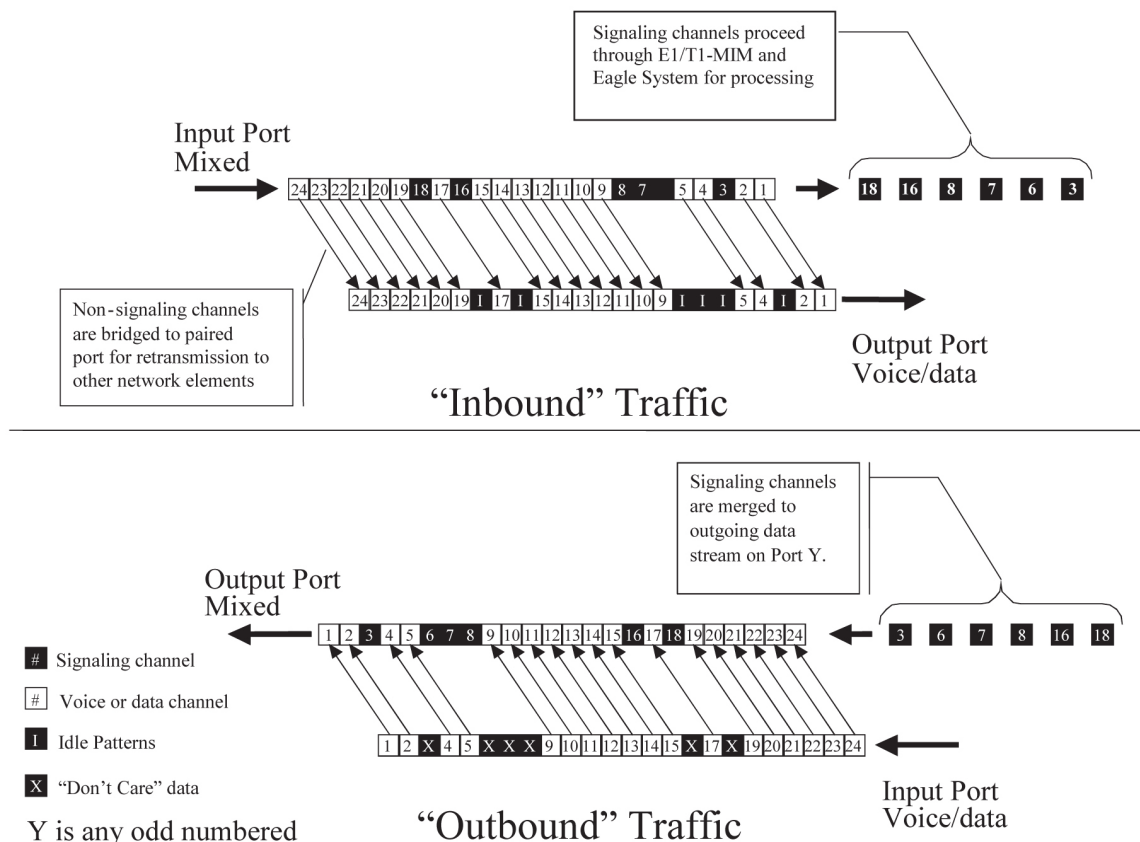 Signaling channels proceed
through E1/T1-MIM and
Eagle System for processing
Input Port
Mixed
24 23 22 21 20 19 18 17 16 15 14 13 12 11 10 9 8 7 5 4 3 2 1
18 16 8 7 6 3
24 23 22 21 20 19 I 17 I 15 14 13 12 11 10 9 I I I 5 4 I 2 1
Non-signaling channels
are bridged to paired
port for retransmission to
other network elements
Output Port
Voice/data
“Inbound” Traffic
Signaling channels
are merged to
outgoing data
stream on Port Y.
Output Port
Mixed
1 2 3 4 5 6 7 8 9 10 11 12 13 14 15 16 17 18 19 20 21 22 23 24
3 6 7 8 16 18
# Signaling channel
# Voice or data channel
I Idle Patterns
X “Don’t Care” data
1 2 X 4 5 X X X 9 10 11 12 13 14 15 X 17 X 19 20 21 22 23 24
Input Port
Voice/data
Y is any odd numbered
“Outbound” Traffic